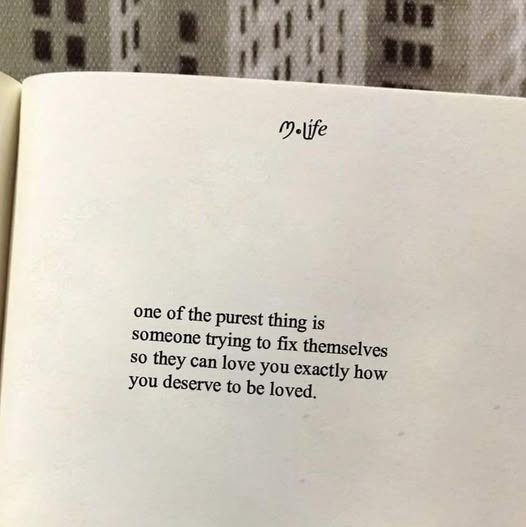 m.life
one of the purest thing is
someone trying to fix themselves
so they can love you exactly how
you deserve to be loved.